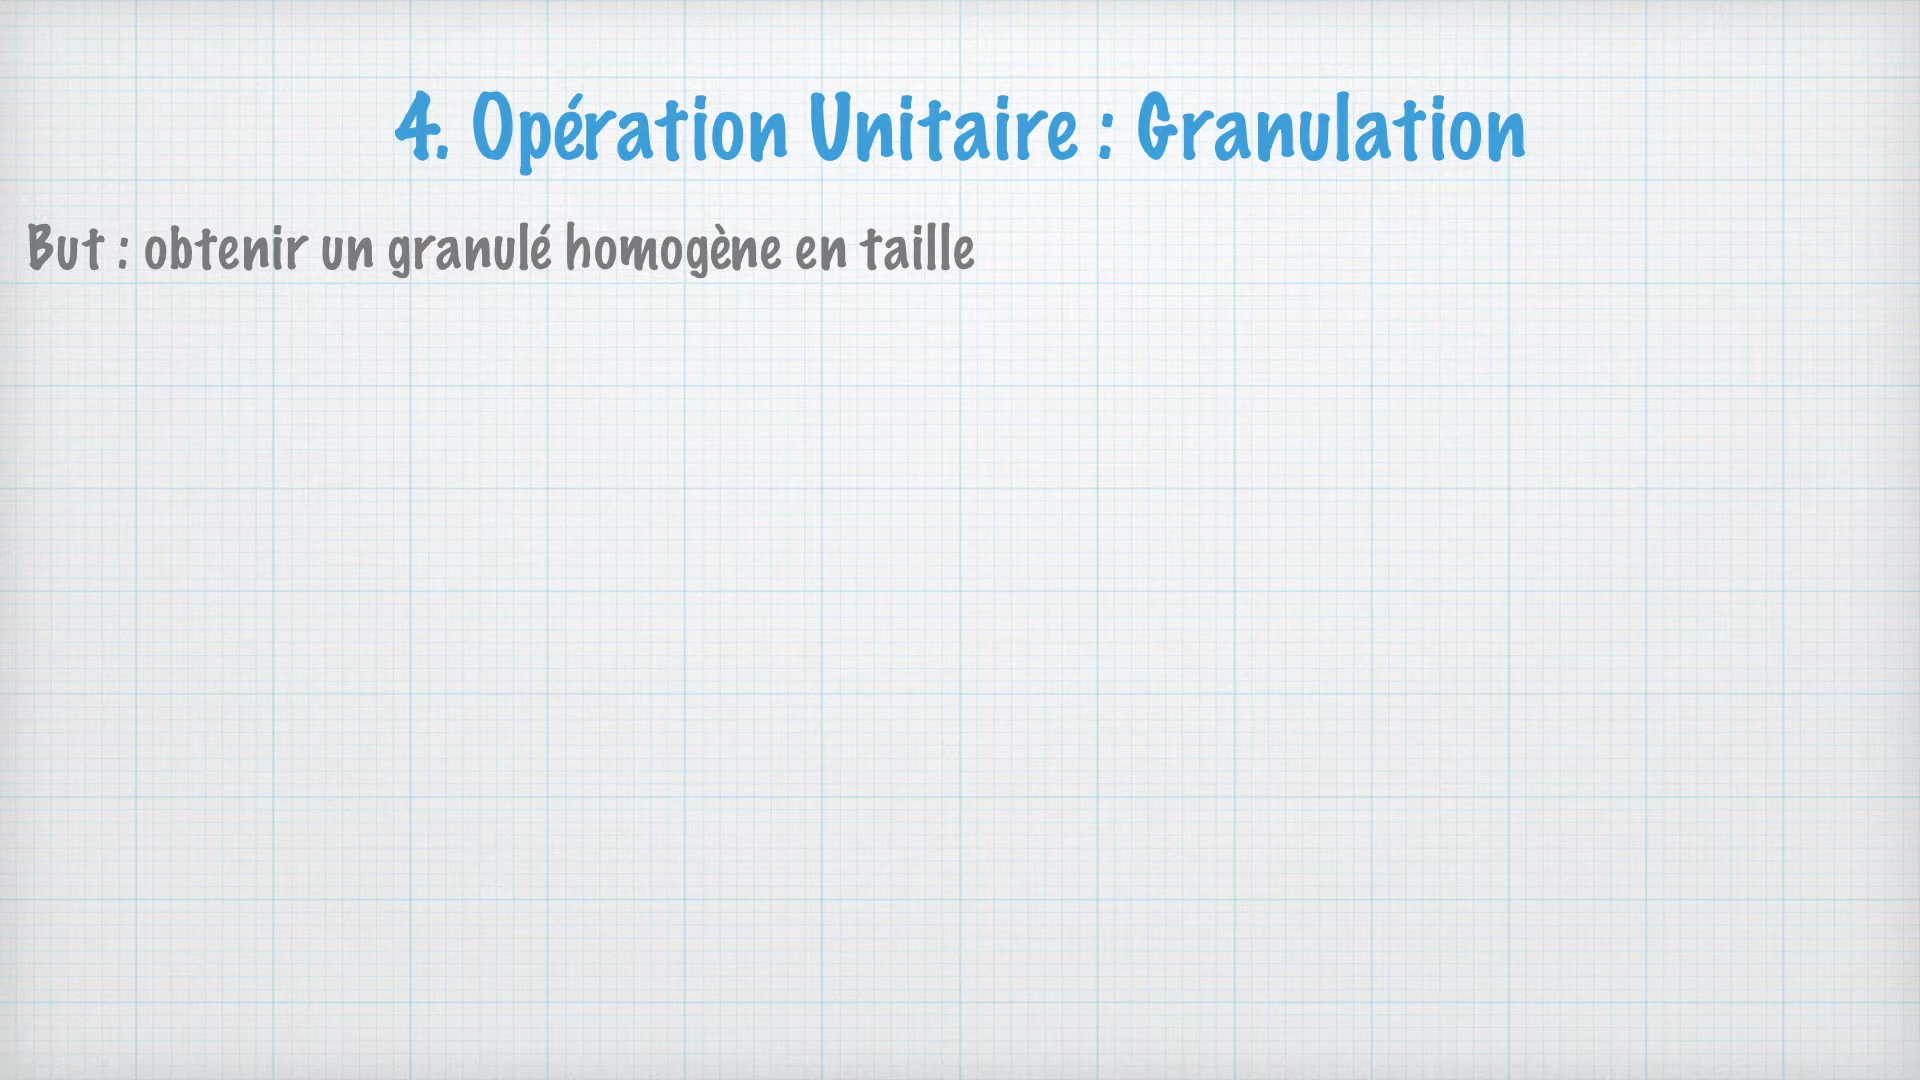 4. Opération Unitaire : Granulation
But : obtenir un granulé homogène en taille